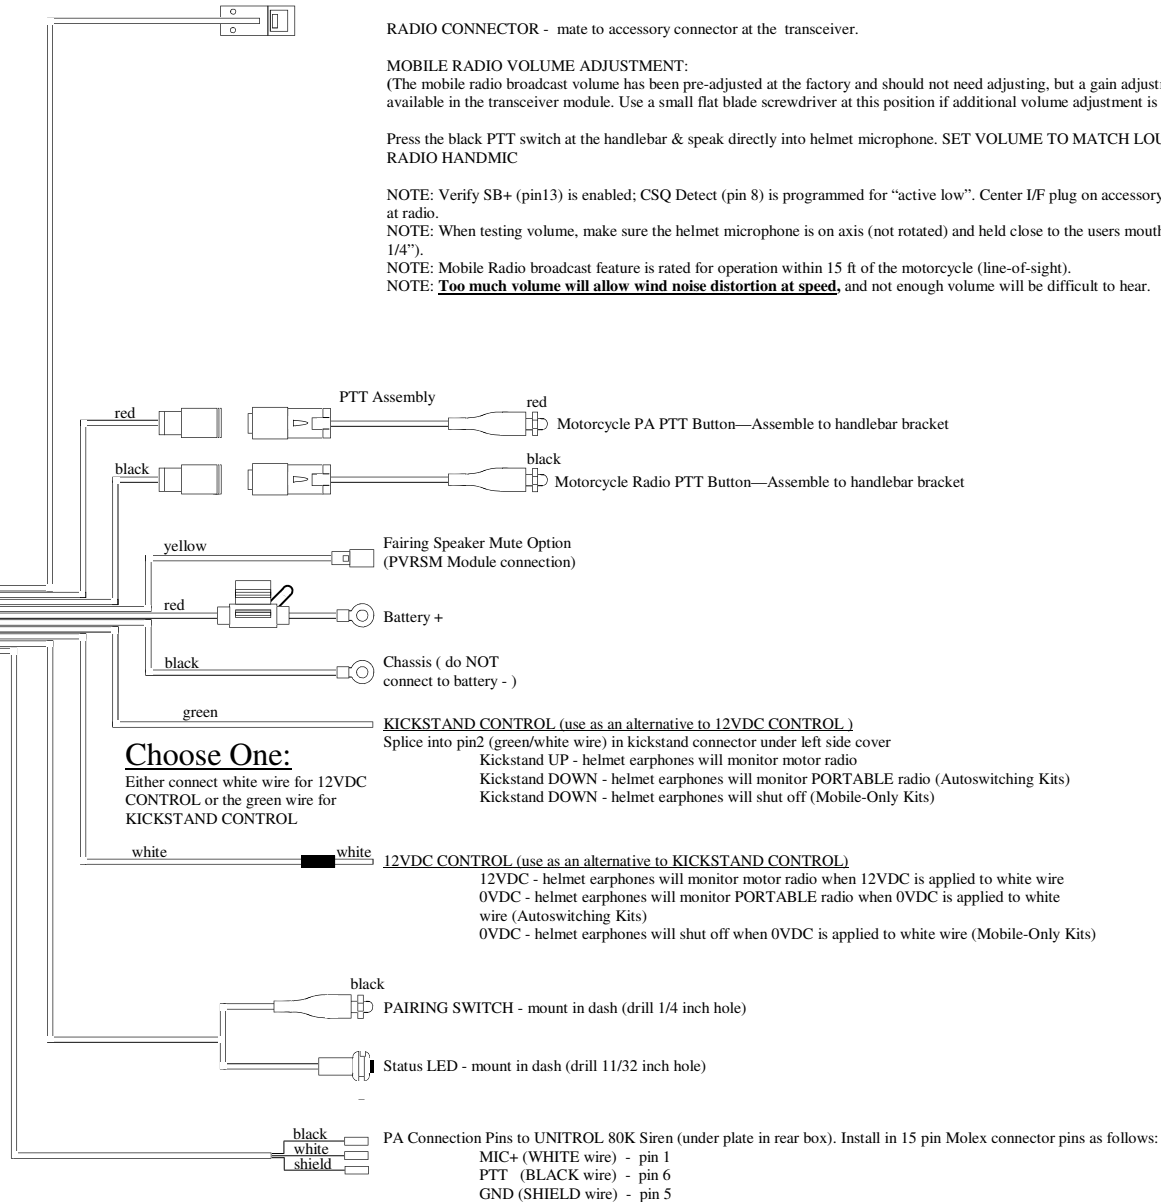 RADIO CONNECTOR -  mate to accessory connector at the  transceiver.
MOBILE RADIO VOLUME ADJUSTMENT:
(The mobile radio broadcast volume has been pre-adjusted at the factory and should not need adjusting, but a gain adjust
available in the transceiver module. Use a small flat blade screwdriver at this position if additional volume adjustment is
Press the black PTT switch at the handlebar & speak directly into helmet microphone. SET VOLUME TO MATCH LOU
RADIO HANDMIC
NOTE: Verify SB+ (pin13) is enabled; CSQ Detect (pin 8) is programmed for “active low”. Center I/F plug on accessory
at radio.
NOTE: When testing volume, make sure the helmet microphone is on axis (not rotated) and held close to the users mouth
1/4”).
NOTE: Mobile Radio broadcast feature is rated for operation within 15 ft of the motorcycle (line-of-sight).
NOTE: Too much volume will allow wind noise distortion at speed, and not enough volume will be difficult to hear.
PTT Assembly
red
red
Motorcycle PA PTT Button—Assemble to handlebar bracket
black
black
Motorcycle Radio PTT Button—Assemble to handlebar bracket
yellow
Fairing Speaker Mute Option
(PVRSM Module connection)
red
Battery +
black
Chassis ( do NOT
connect to battery - )
green
KICKSTAND CONTROL (use as an alternative to 12VDC CONTROL )
Splice into pin2 (green/white wire) in kickstand connector under left side cover
Kickstand UP - helmet earphones will monitor motor radio
Kickstand DOWN - helmet earphones will monitor PORTABLE radio (Autoswitching Kits)
Kickstand DOWN - helmet earphones will shut off (Mobile-Only Kits)
Choose One:
Either connect white wire for 12VDC
CONTROL or the green wire for
KICKSTAND CONTROL
white
white
12VDC CONTROL (use as an alternative to KICKSTAND CONTROL)
12VDC - helmet earphones will monitor motor radio when 12VDC is applied to white wire
0VDC - helmet earphones will monitor PORTABLE radio when 0VDC is applied to white
wire (Autoswitching Kits)
0VDC - helmet earphones will shut off when 0VDC is applied to white wire (Mobile-Only Kits)
black
PAIRING SWITCH - mount in dash (drill 1/4 inch hole)
Status LED - mount in dash (drill 11/32 inch hole)
black
white
shield
PA Connection Pins to UNITROL 80K Siren (under plate in rear box). Install in 15 pin Molex connector pins as follows:
MIC+ (WHITE wire)  -  pin 1
PTT   (BLACK wire)  -  pin 6
GND (SHIELD wire)  -  pin 5